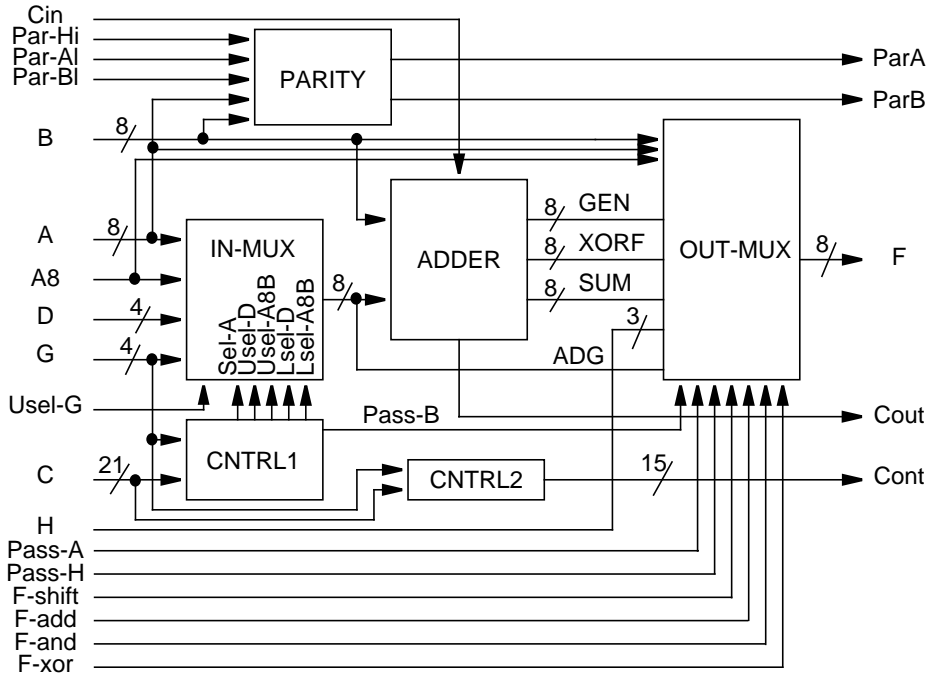 Cin
Par-Hi
Par-Al
Par-Bl
PARITY
ParA
ParB
B
8
A
8
A8
D
4
G
4
IN-MUX
Sel-A
Usel-D
Usel-A8B
Lsel-D
Lsel-A8B
8
ADDER
8
GEN
8
XORF
8
SUM
3
ADG
OUT-MUX
8
F
Usel-G
Pass-B
Cout
C
21
CNTRL1
CNTRL2
15
Cont
H
Pass-A
Pass-H
F-shift
F-add
F-and
F-xor